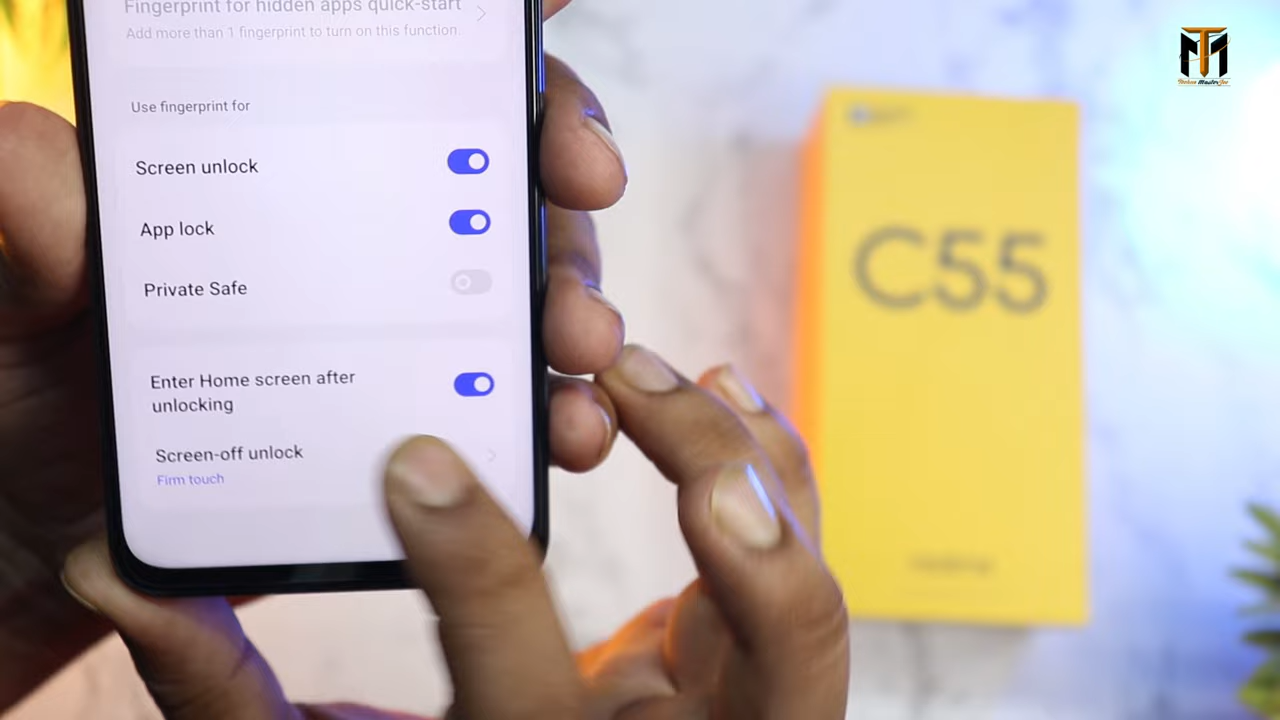 Fingerprint for hidden apps quick-start
Add more than 1 fingerprint to turn on this function.
Use fingerprint for
Screen unlock
App lock
Private Safe
Enter Home screen after
unlocking
Screen-off unlock
Firm touch
C55